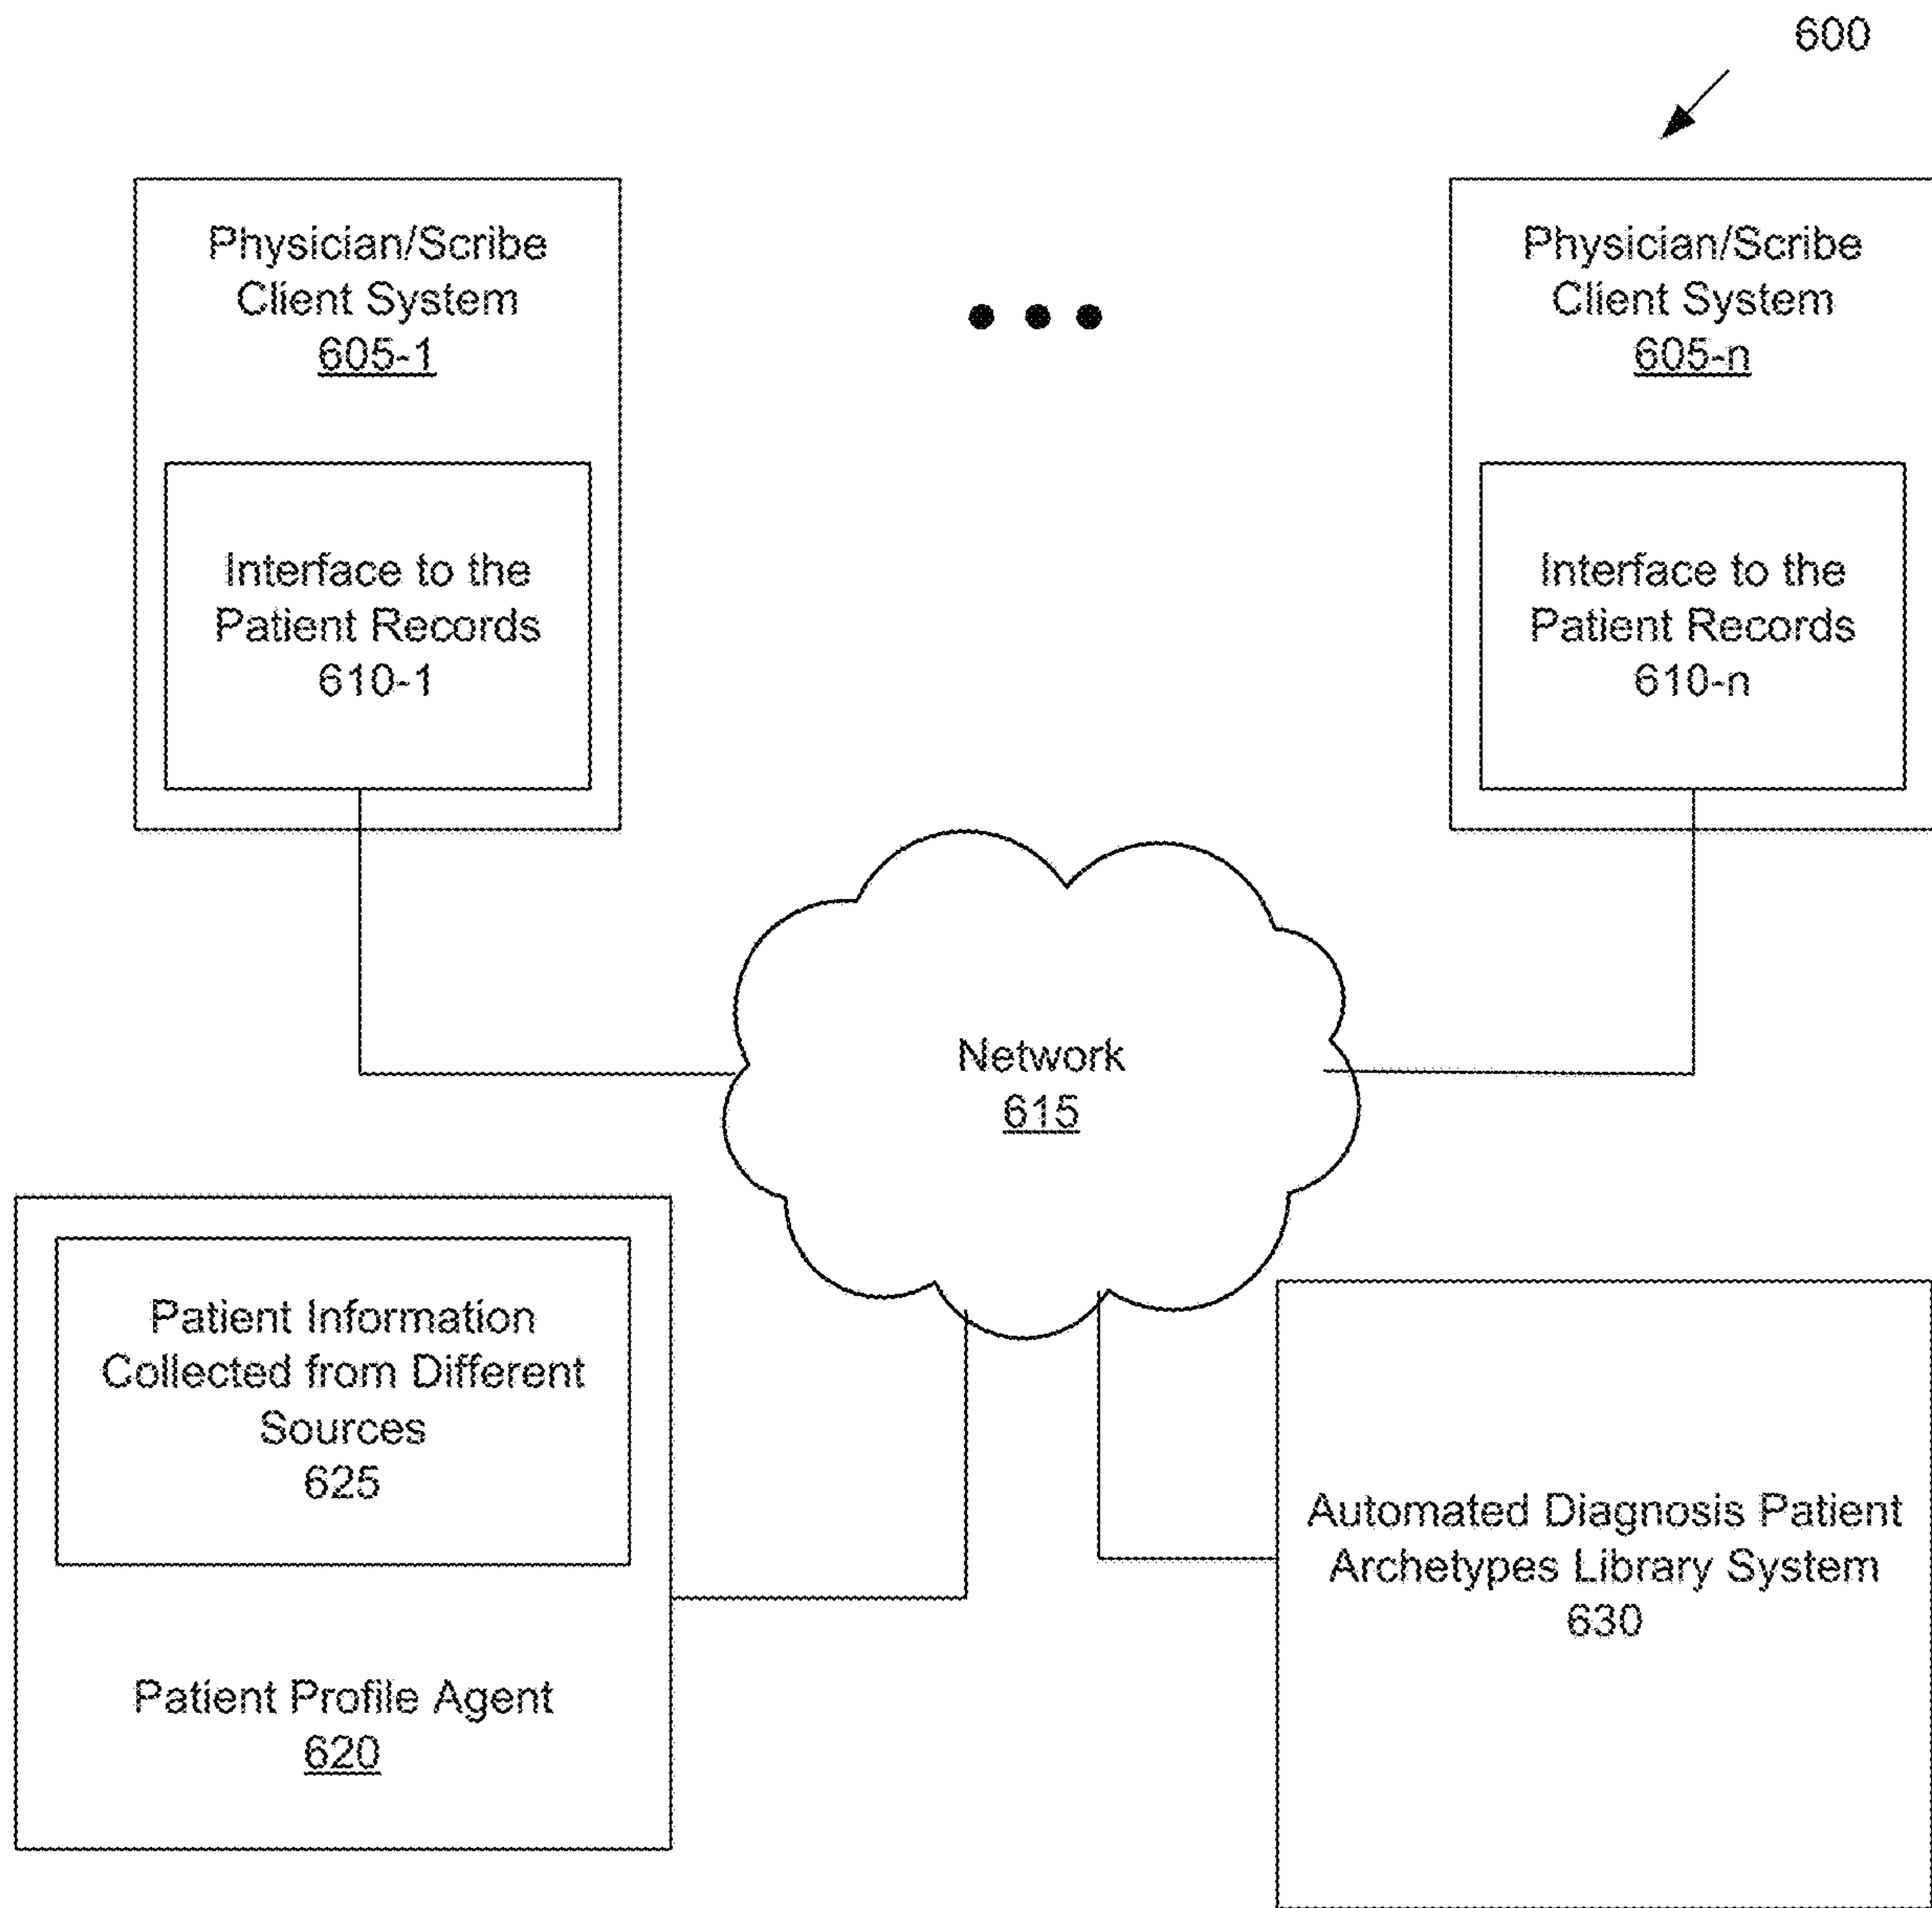 600
Physician/Scribe
Client System
605-1
Interface to the
Patient Records
610-1
Physician/Scribe
Client System
605-n
Interface to the
Patient Records
610-n
Network
615
Patient Information
Collected from Different
Sources
625
Patient Profile Agent
620
Automated Diagnosis Patient
Archetypes Library System
630